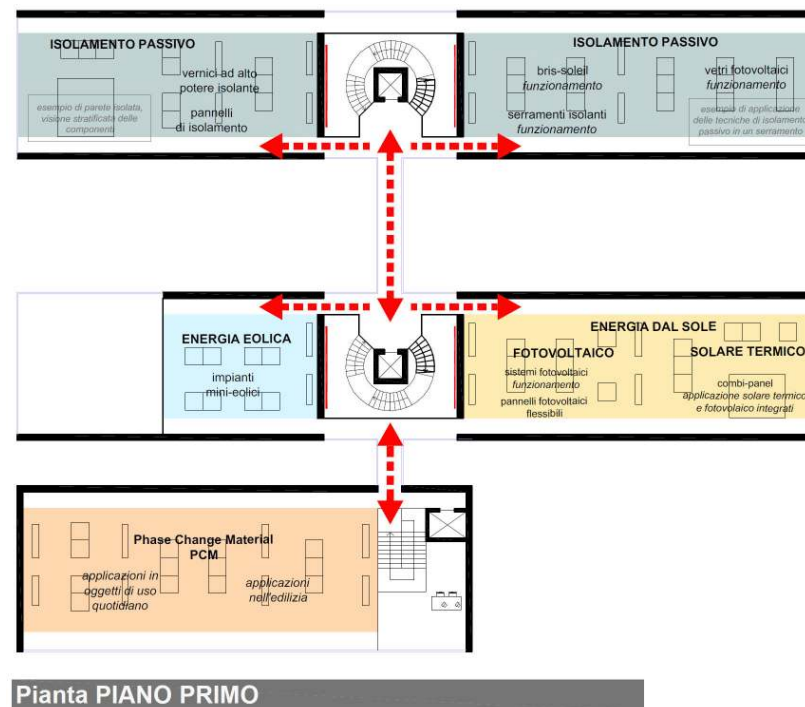 ISOLAMENTO PASSIVO
vernici ad alto
potere isolante
esempio di parete isolata,
visione stratificata delle
componenti
pannelli
di isolamento
ISOLAMENTO PASSIVO
bris-soleil
funzionamento
vetri fotovoltaici
funzionamento
serramenti isolanti
funzionamento
esempio di applicazione
delle tecniche di isolamento
passivo in un serramento
ENERGIA EOLICA
impianti
mini-eolici
ENERGIA DAL SOLE
FOTOVOLTAICO
sistemi fotovoltaici
funzionamento
pannelli fotovoltaici
flessibili
SOLARE TERMICO
combi-panel
applicazione solare termico
e fotovolaico integrati
Phase Change Material
PCM
applicazioni in
oggetti di uso
quotidiano
applicazioni
nell'edilizia
Pianta PIANO PRIMO